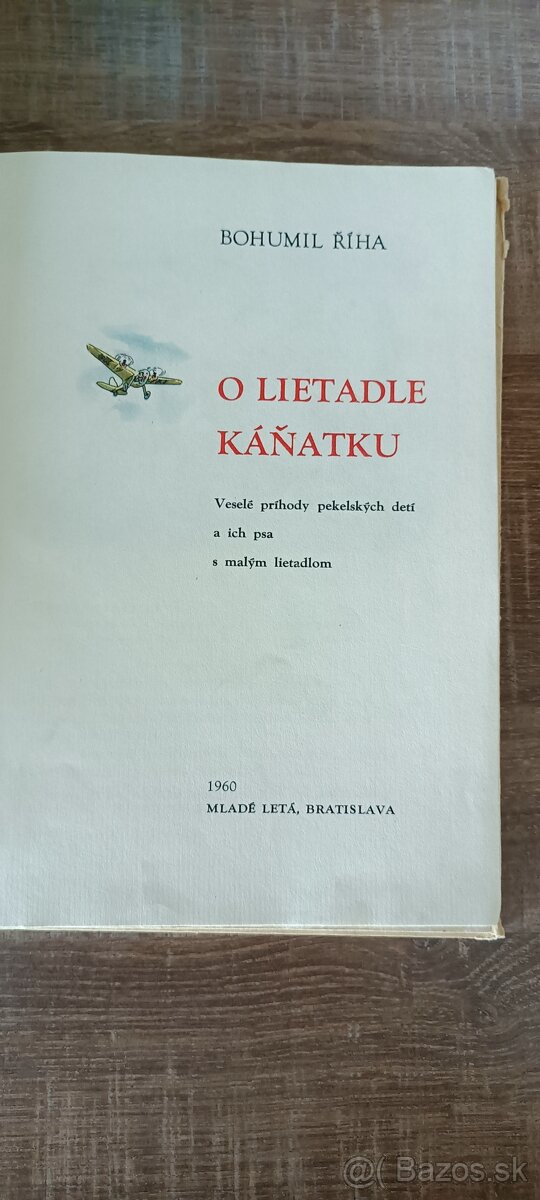 BOHUMIL ŘÍHA
O LIETADLE
KÁŇATKU
Veselé príhody pekelských detí
a ich psa
s malým lietadlom
1960
MLADÉ LETÁ, BRATISLAVA
@( Bazos.sk